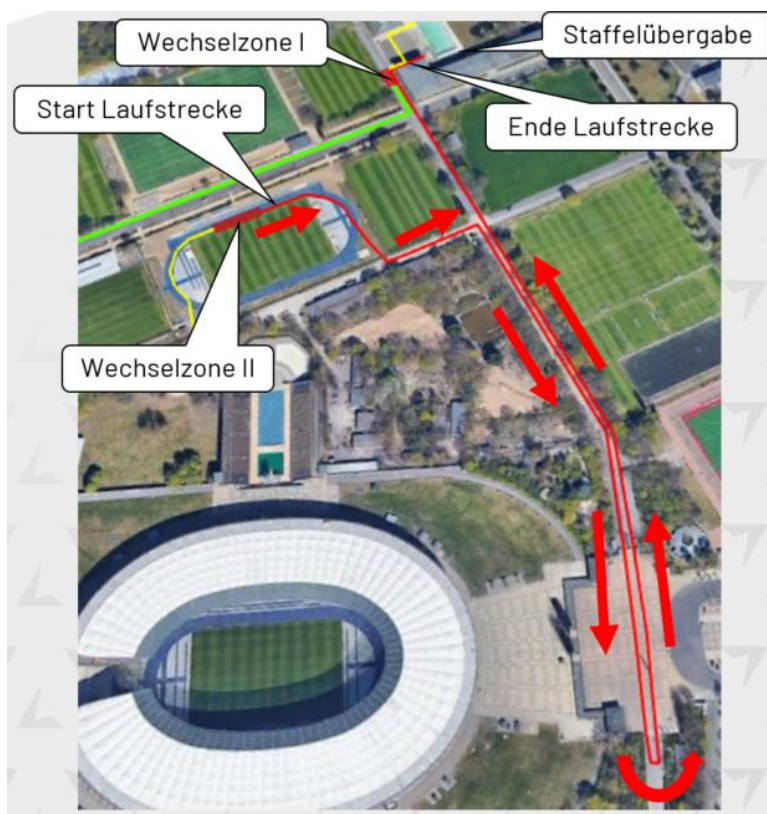 Wechselzone I
Staffelübergabe
Start Laufstrecke
Ende Laufstrecke
Wechselzone II